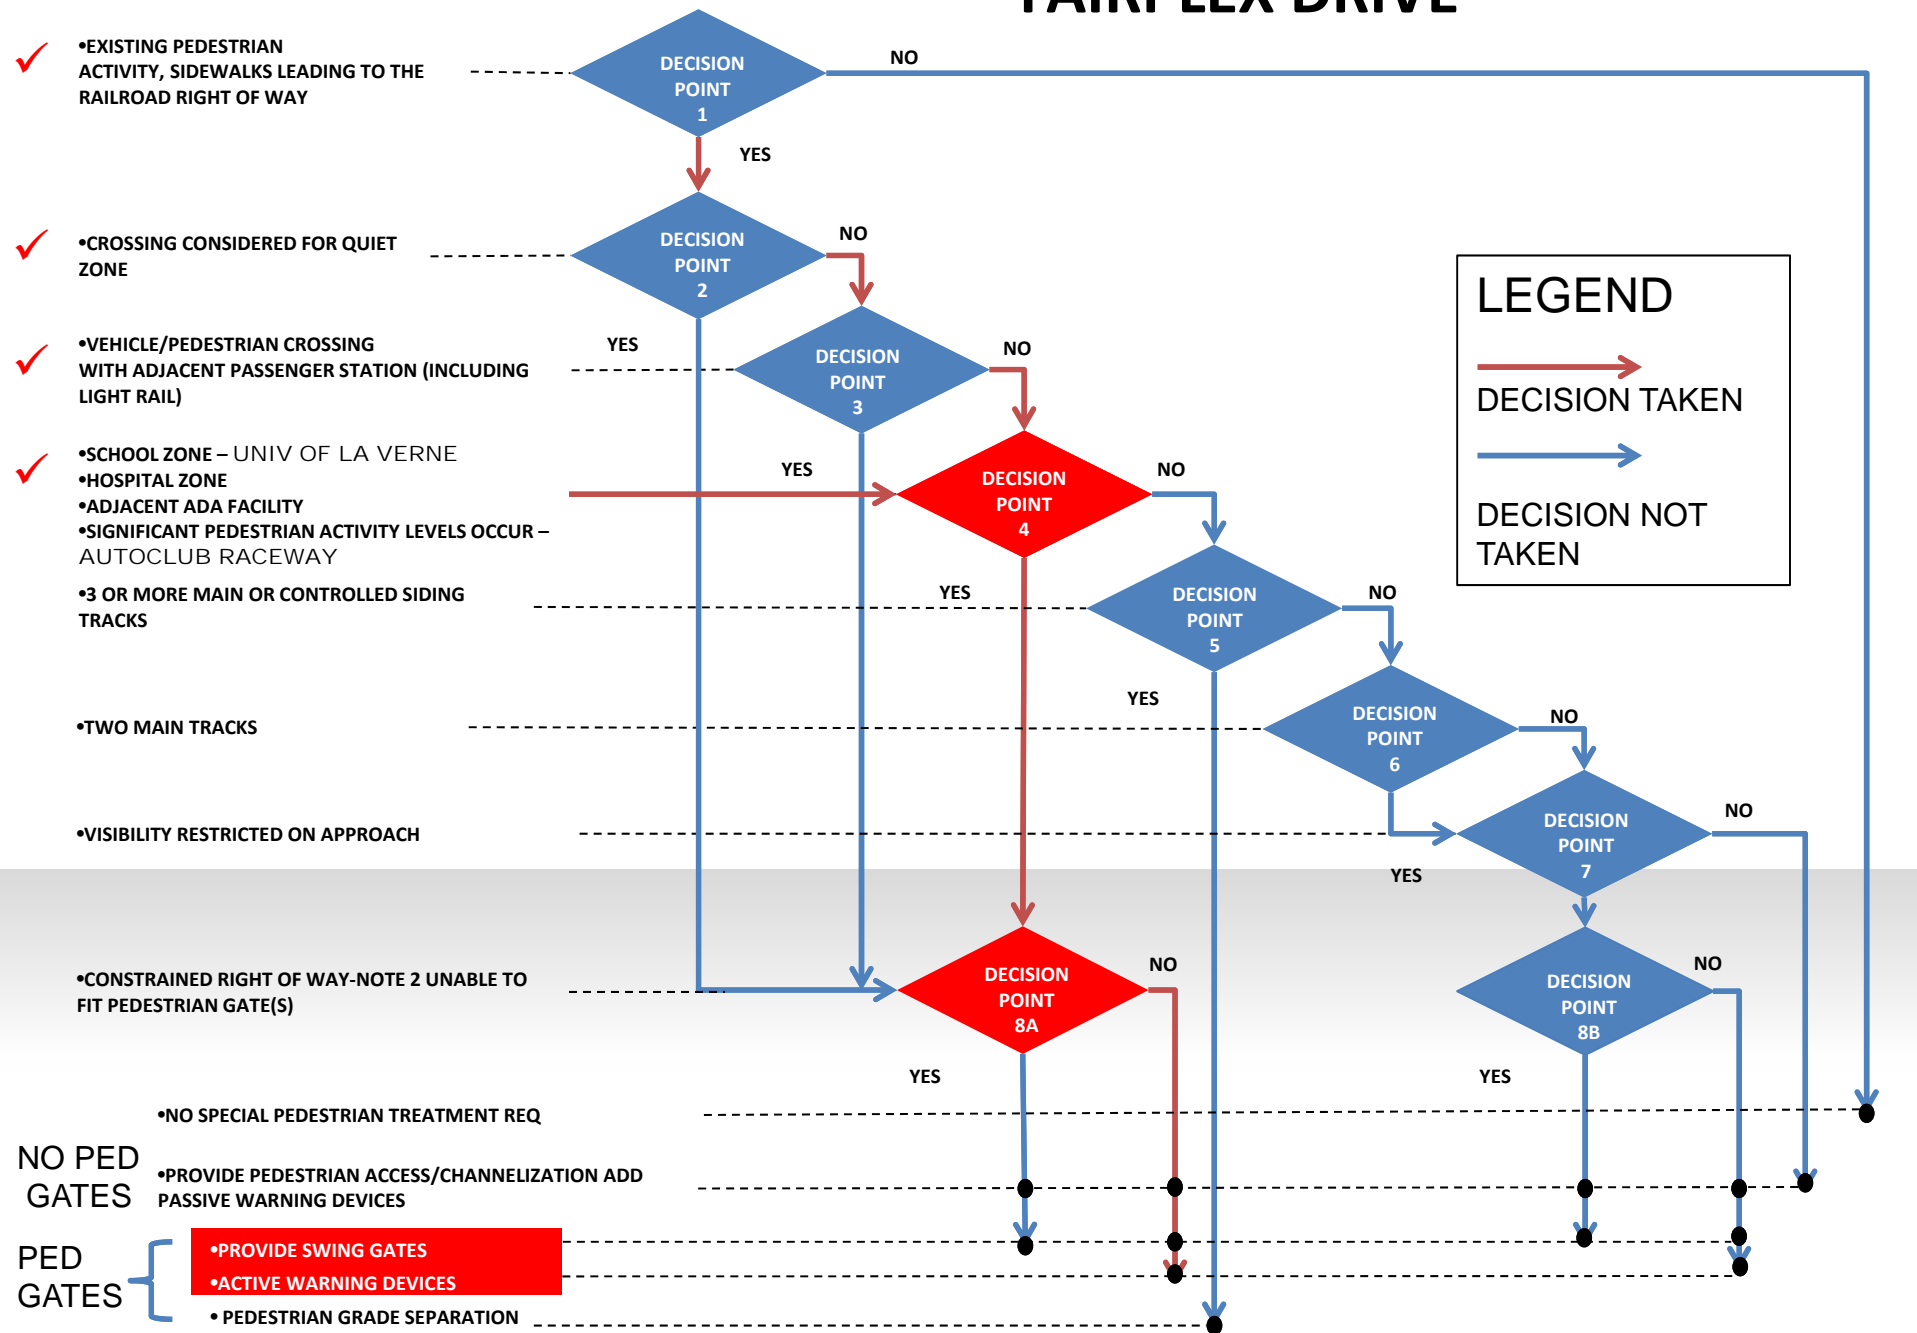 FAIRPLEX DRIVE
•EXISTING PEDESTRIAN
ACTIVITY, SIDEWALKS LEADING TO THE
RAILROAD RIGHT OF WAY
DECISION
POINT
1
NO
YES
•CROSSING CONSIDERED FOR QUIET
ZONE
DECISION
POINT
2
NO
YES
•VEHICLE/PEDESTRIAN CROSSING
WITH ADJACENT PASSENGER STATION (INCLUDING
LIGHT RAIL)
DECISION
POINT
3
NO
LEGEND
DECISION TAKEN
DECISION NOT
TAKEN
•SCHOOL ZONE – UNIV OF LA VERNE
•HOSPITAL ZONE
•ADJACENT ADA FACILITY
•SIGNIFICANT PEDESTRIAN ACTIVITY LEVELS OCCUR –
AUTOCLUB RACEWAY
YES
DECISION
POINT
4
NO
•3 OR MORE MAIN OR CONTROLLED SIDING
TRACKS
YES
DECISION
POINT
5
NO
•TWO MAIN TRACKS
YES
DECISION
POINT
6
NO
•VISIBILITY RESTRICTED ON APPROACH
DECISION
POINT
7
NO
YES
•CONSTRAINED RIGHT OF WAY-NOTE 2 UNABLE TO
FIT PEDESTRIAN GATE(S)
DECISION
POINT
8A
NO
YES
DECISION
POINT
8B
NO
YES
•NO SPECIAL PEDESTRIAN TREATMENT REQ
NO PED
GATES
•PROVIDE PEDESTRIAN ACCESS/CHANNELIZATION ADD
PASSIVE WARNING DEVICES
PED
GATES
•PROVIDE SWING GATES
•ACTIVE WARNING DEVICES
• PEDESTRIAN GRADE SEPARATION